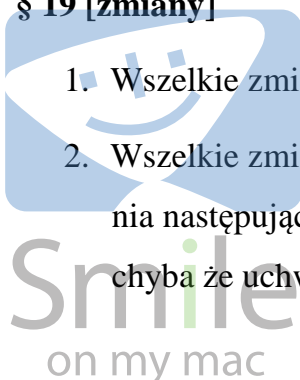 § 19 [zmiany]
1. Wszelkie zmi
2. Wszelkie zmi
nia następując
chyba że uchw
Smile
on my mac